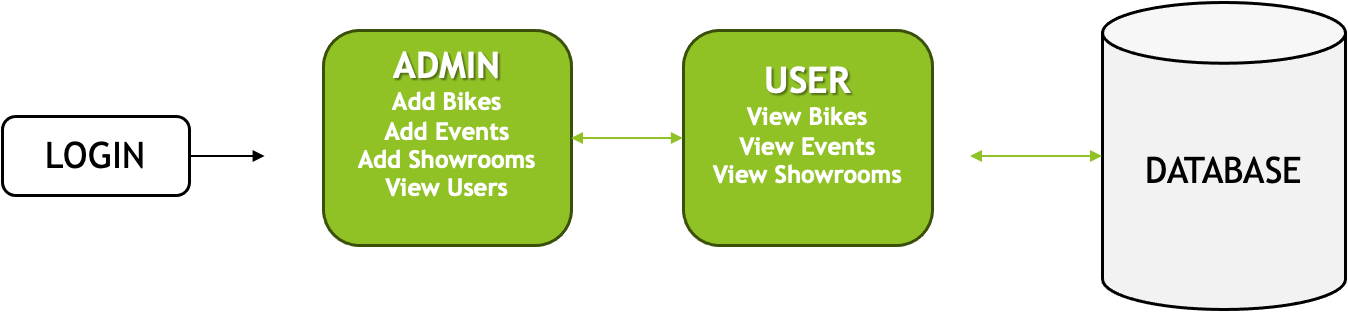 LOGIN
ADMIN
Add Bikes
Add Events
Add Showrooms
View Users
USER
View Bikes
View Events
View Showrooms
DATABASE